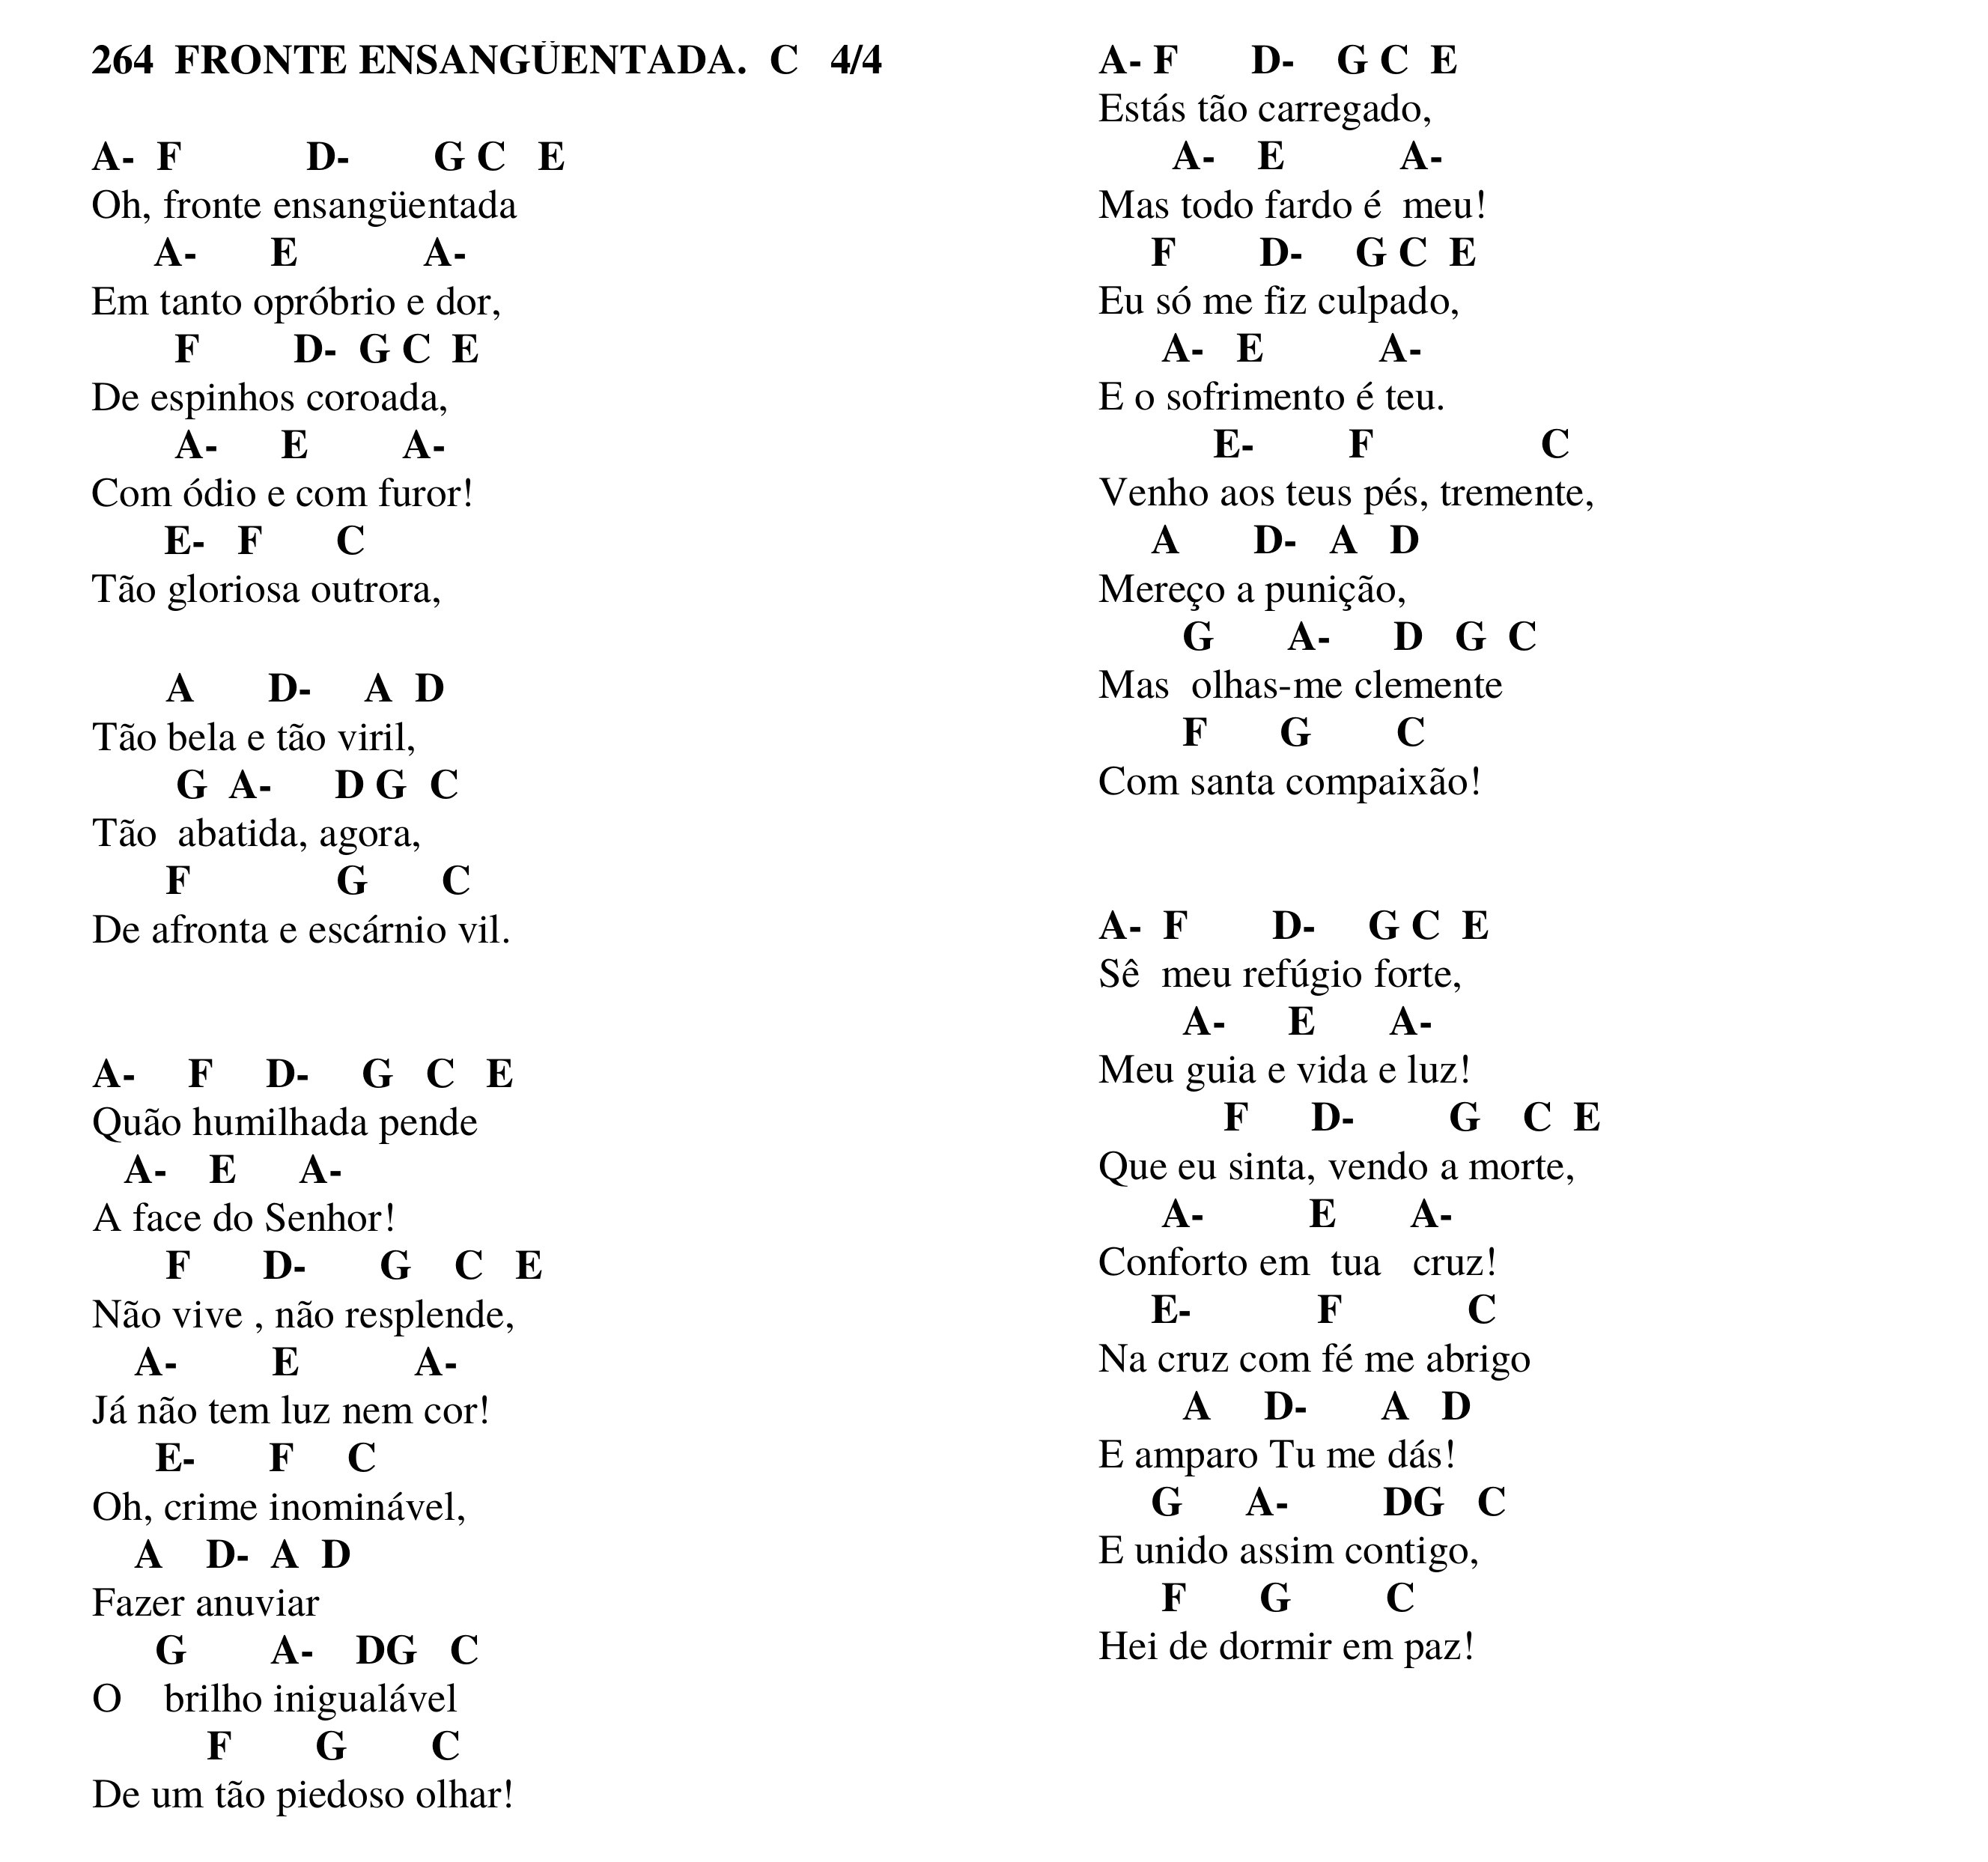 264  FRONTE ENSANGÜENTADA.  C   4/4
A-  F            D-        G C   E
Oh, fronte ensangüentada
A-       E            A-
Em tanto opróbrio e dor,
F         D-  G C  E
De espinhos coroada,
A-      E         A-
Com ódio e com furor!
E-   F       C
Tão gloriosa outrora,
A       D-     A  D
Tão bela e tão viril,
G  A-      D G  C
Tão  abatida, agora,
F              G       C
De afronta e escárnio vil.
A-     F     D-     G   C   E
Quão humilhada pende
A-    E      A-
A face do Senhor!
F       D-       G    C   E
Não vive , não resplende,
A-         E           A-
Já não tem luz nem cor!
E-       F     C
Oh, crime inominável,
A    D-  A  D
Fazer anuviar
G        A-    DG   C
O    brilho inigualável
F        G        C
De um tão piedoso olhar!
A- F       D-    G C  E
Estás tão carregado,
A-    E           A-
Mas todo fardo é  meu!
F        D-     G C  E
Eu só me fiz culpado,
A-   E           A-
E o sofrimento é teu.
E-         F                C
Venho aos teus pés, tremente,
A       D-   A   D
Mereço a punição,
G       A-      D   G  C
Mas  olhas-me clemente
F       G        C
Com santa compaixão!
A-  F        D-     G C  E
Sê  meu refúgio forte,
A-      E       A-
Meu guia e vida e luz!
F      D-         G    C  E
Que eu sinta, vendo a morte,
A-          E       A-
Conforto em  tua   cruz!
E-            F            C
Na cruz com fé me abrigo
A     D-       A   D
E amparo Tu me dás!
G      A-         DG   C
E unido assim contigo,
F       G         C
Hei de dormir em paz!